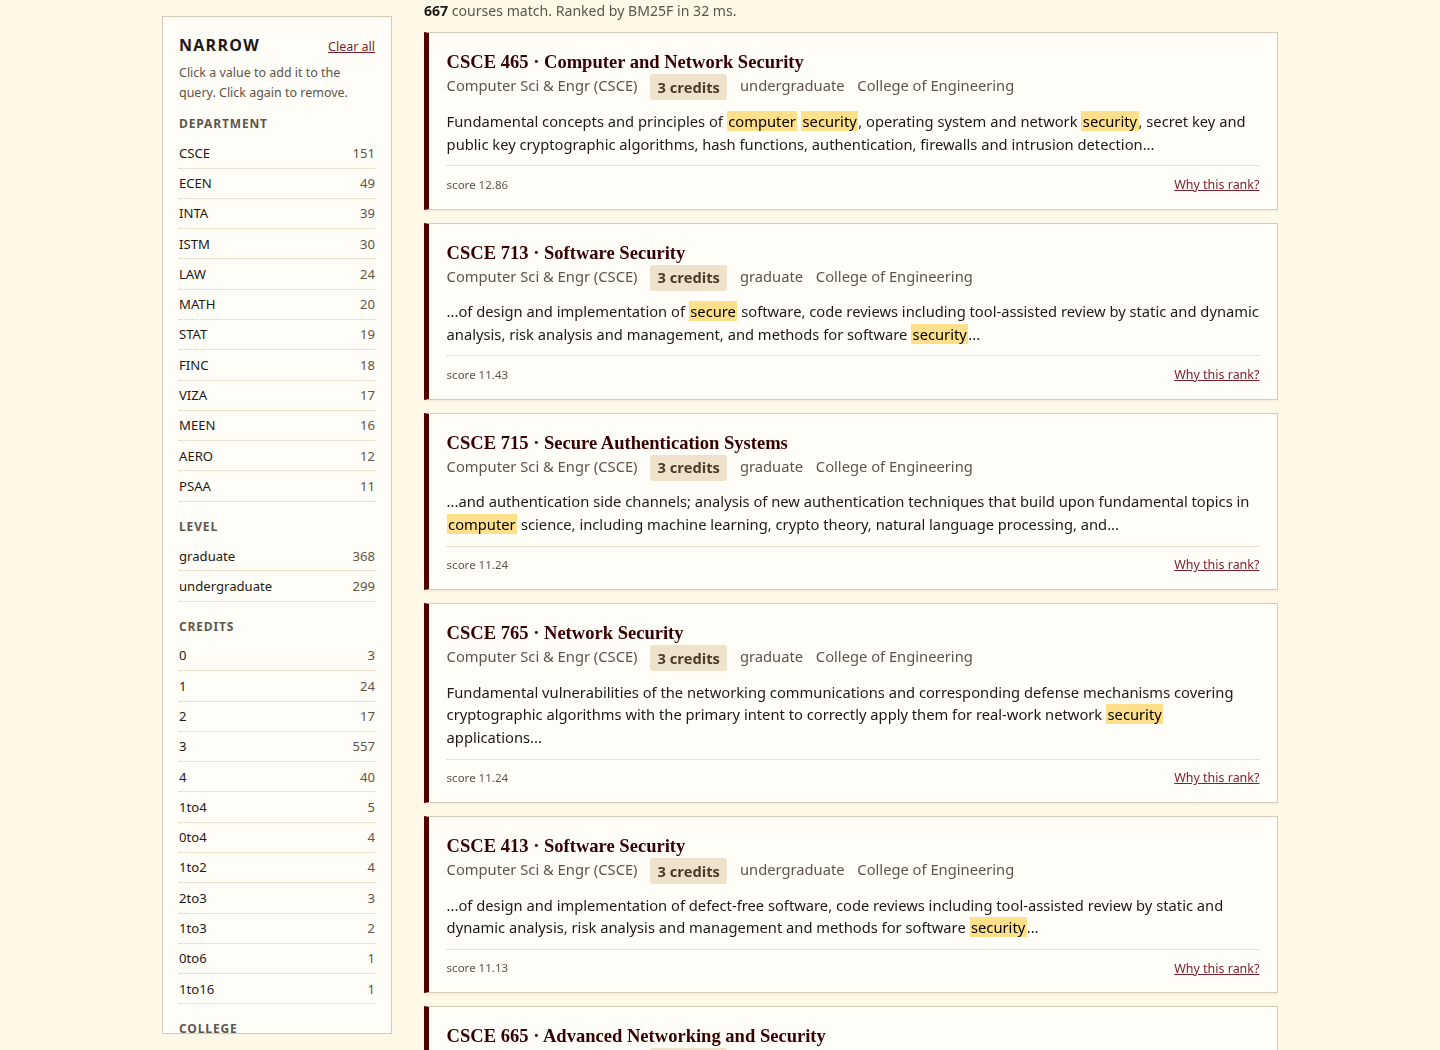 667 courses match. Ranked by BM25F in 32 ms.
NARROW
Clear all
Click a value to add it to the
query. Click again to remove.
DEPARTMENT
CSCE 151
ECEN 49
INTA 39
ISTM 30
LAW 24
MATH 20
STAT 19
FINC 18
VIZA 17
MEEN 16
AERO 12
PSAA 11
LEVEL
graduate 368
undergraduate 299
CREDITS
0 3
1 24
2 17
3 557
4 40
1to4 5
0to4 4
1to2 4
2to3 3
1to3 2
0to6 1
1to16 1
COLLEGE
CSCE 465 · Computer and Network Security
Computer Sci & Engr (CSCE) 3 credits undergraduate College of Engineering
Fundamental concepts and principles of computer security, operating system and network security, secret key and
public key cryptographic algorithms, hash functions, authentication, firewalls and intrusion detection...
score 12.86 Why this rank?
CSCE 713 · Software Security
Computer Sci & Engr (CSCE) 3 credits graduate College of Engineering
...of design and implementation of secure software, code reviews including tool-assisted review by static and dynamic
analysis, risk analysis and management, and methods for software security...
score 11.43 Why this rank?
CSCE 715 · Secure Authentication Systems
Computer Sci & Engr (CSCE) 3 credits graduate College of Engineering
...and authentication side channels; analysis of new authentication techniques that build upon fundamental topics in
computer science, including machine learning, crypto theory, natural language processing, and...
score 11.24 Why this rank?
CSCE 765 · Network Security
Computer Sci & Engr (CSCE) 3 credits graduate College of Engineering
Fundamental vulnerabilities of the networking communications and corresponding defense mechanisms covering
cryptographic algorithms with the primary intent to correctly apply them for real-work network security
applications...
score 11.24 Why this rank?
CSCE 413 · Software Security
Computer Sci & Engr (CSCE) 3 credits undergraduate College of Engineering
...of design and implementation of defect-free software, code reviews including tool-assisted review by static and
dynamic analysis, risk analysis and management and methods for software security...
score 11.13 Why this rank?
CSCE 665 · Advanced Networking and Security